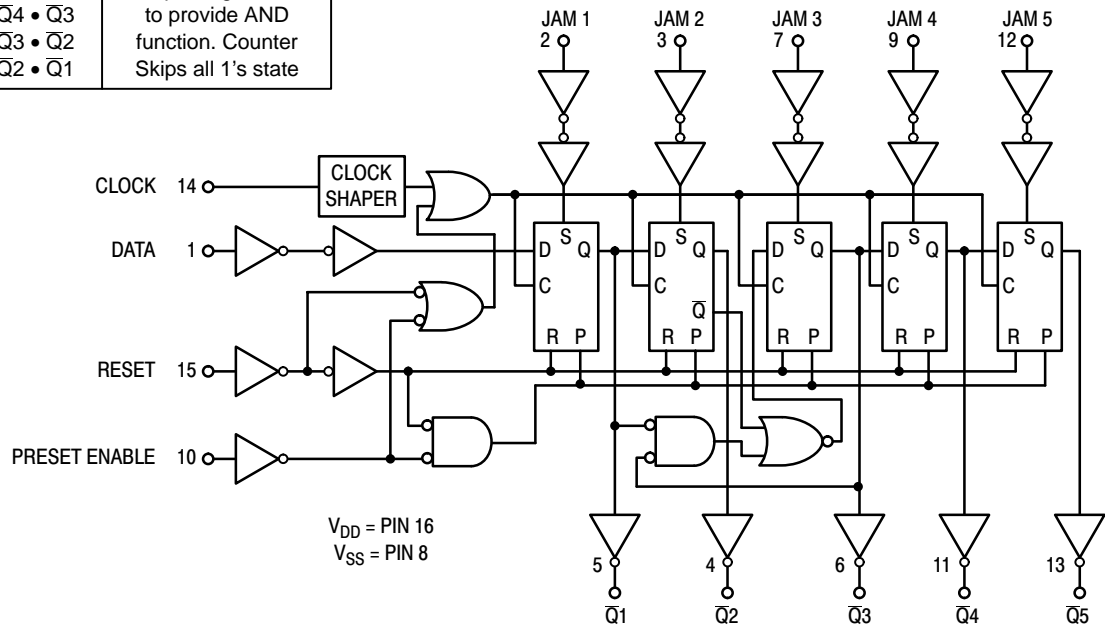 Q̅4 • Q̅3
Q̅3 • Q̅2
Q̅2 • Q̅1
to provide AND
function. Counter
Skips all 1's state
JAM 1
JAM 2
JAM 3
JAM 4
JAM 5
2
3
7
9
12
CLOCK 14
CLOCK
SHAPER
DATA 1
S
D Q
C
R P
S
D Q
C
Q̅
R P
S
D Q
C
R P
S
D Q
C
R P
S
D Q
C
R P
RESET 15
PRESET ENABLE 10
VDD = PIN 16
VSS = PIN 8
5
4
6
11
13
Q̅1
Q̅2
Q̅3
Q̅4
Q̅5